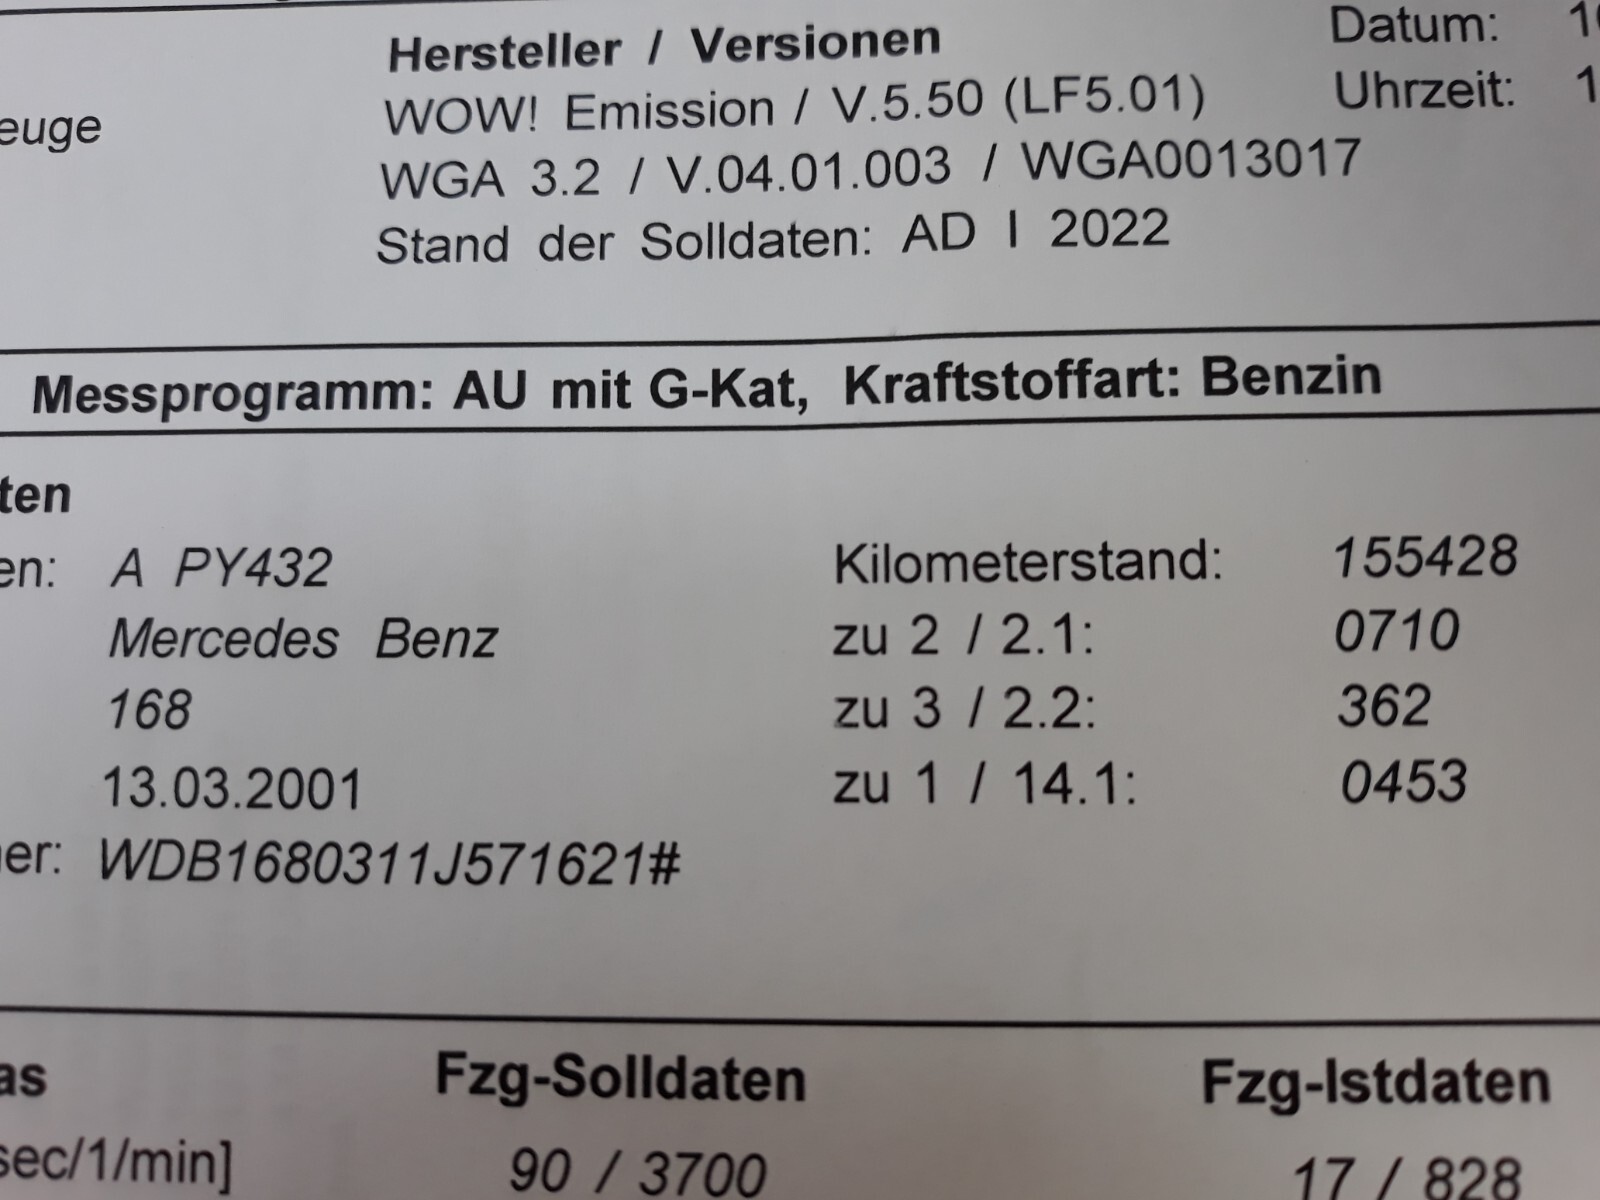 Hersteller / Versionen
Datum:
WOW! Emission / V.5.50 (LF5.01)
Uhrzeit:
euge
WGA 3.2 / V.04.01.003 / WGA0013017
Stand der Solldaten: AD I 2022
Messprogramm: AU mit G-Kat, Kraftstoffart: Benzin
ten
en: A PY432 Kilometerstand: 155428
Mercedes Benz zu 2 / 2.1: 0710
168 zu 3 / 2.2: 362
13.03.2001 zu 1 / 14.1: 0453
er: WDB1680311J571621#
as Fzg-Solldaten Fzg-Istdaten
sec/1/min] 90 / 3700 17 / 828